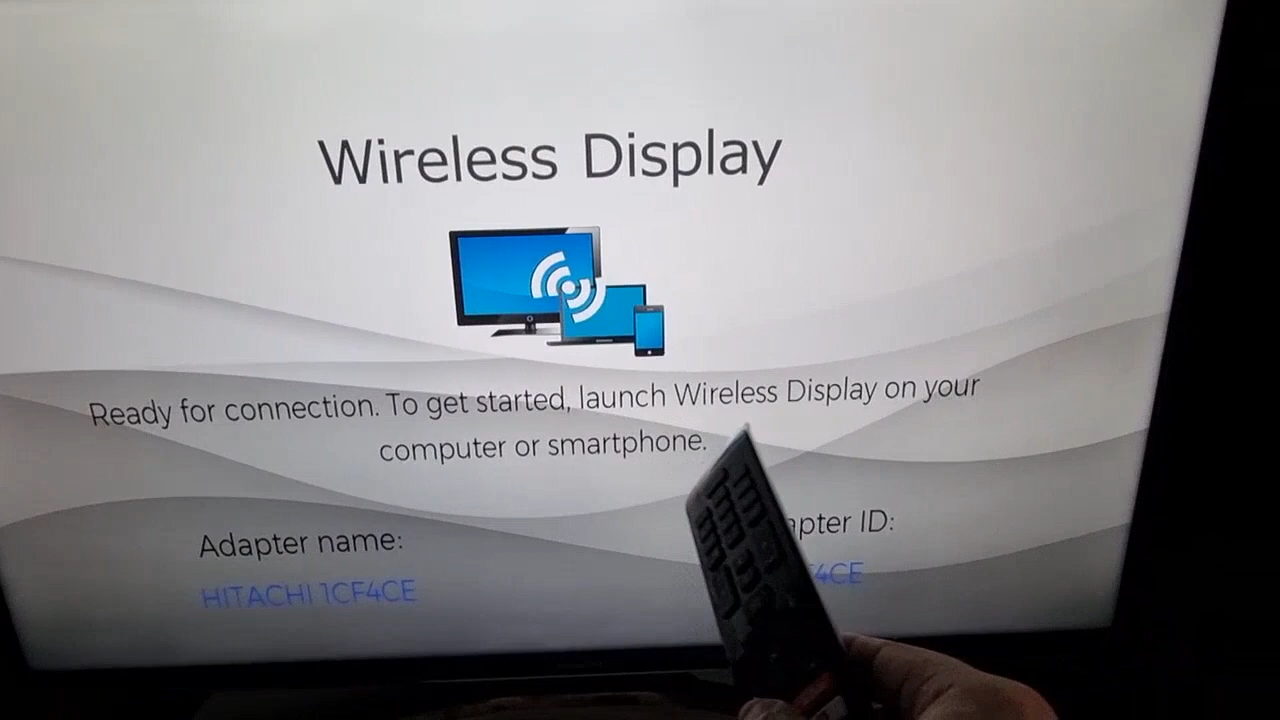 Wireless Display
Ready for connection. To get started, launch Wireless Display on your
computer or smartphone.
Adapter name:
ID:
HITACHI 1CF4CE